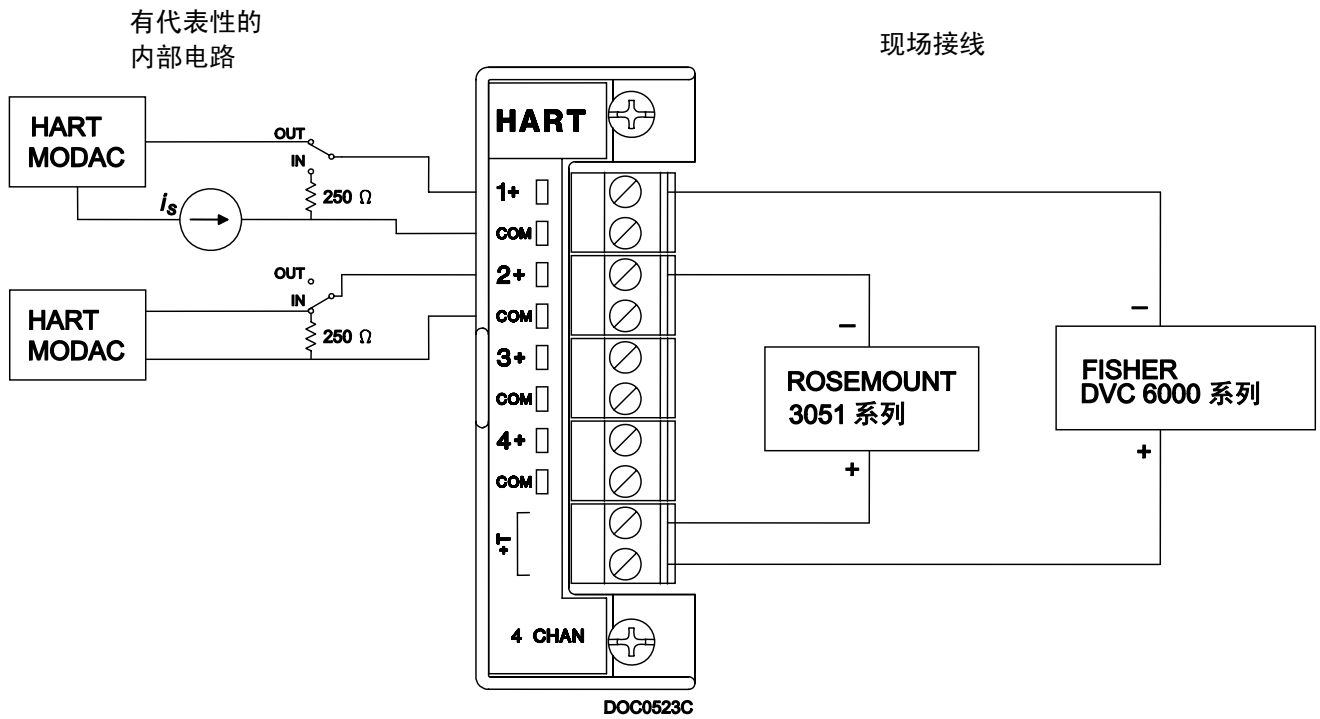 有代表性的
内部电路
现场接线
HART
MODAC
OUT
IN
250 Ω
is
HART
MODAC
OUT
IN
250 Ω
HART
1+
COM
2+
COM
3+
COM
4+
COM
+T
4 CHAN
−
ROSEMOUNT
3051 系列
+
−
FISHER
DVC 6000 系列
+
DOC0523C